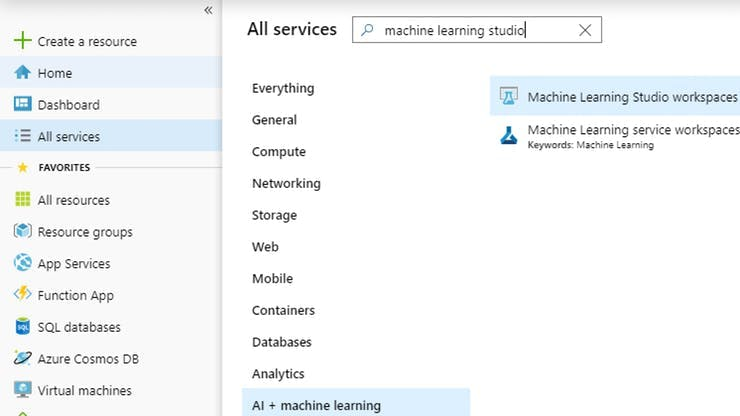 «
Create a resource
Home
Dashboard
All services
FAVORITES
All resources
Resource groups
App Services
Function App
SQL databases
Azure Cosmos DB
Virtual machines
All services
machine learning studio
Everything
General
Compute
Networking
Storage
Web
Mobile
Containers
Databases
Analytics
AI + machine learning
Machine Learning Studio workspaces
Machine Learning service workspaces
Keywords: Machine Learning